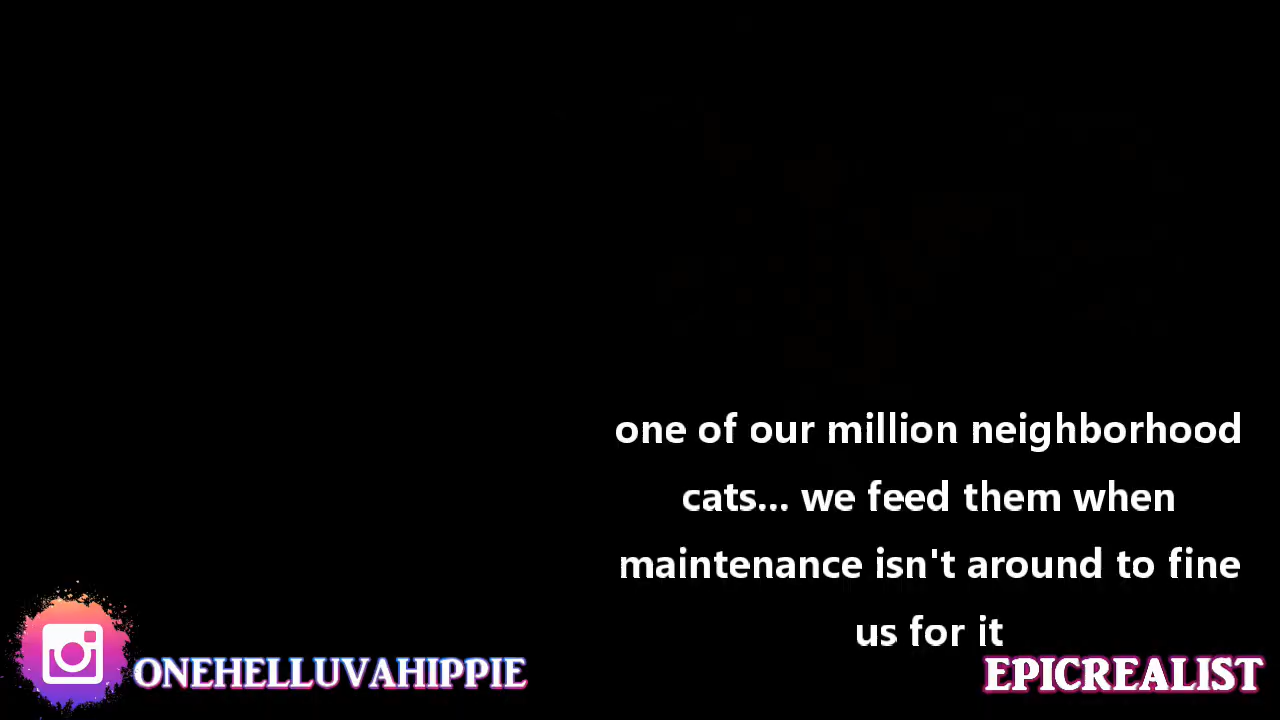 one of our million neighborhood
cats... we feed them when
maintenance isn't around to fine
us for it
ONEHELLUVAHIPPIE
EPICREALIST